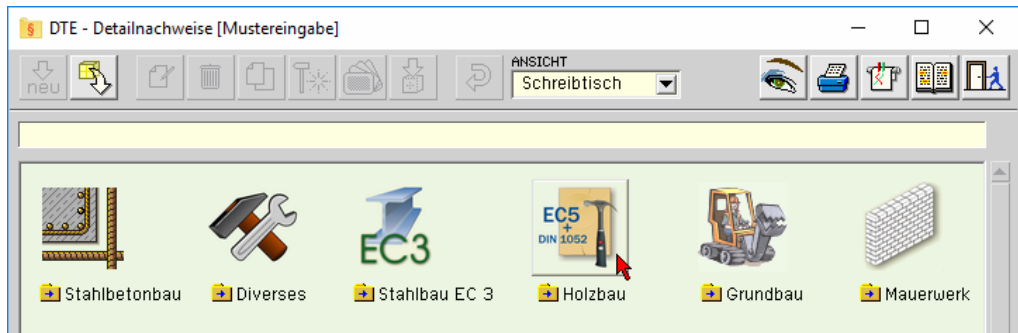 § DTE - Detailnachweise [Mustereingabe]
neu
ANSICHT
Schreibtisch
EC3
EC5
+
DIN 1052
Stahlbetonbau
Diverses
Stahlbau EC 3
Holzbau
Grundbau
Mauerwerk